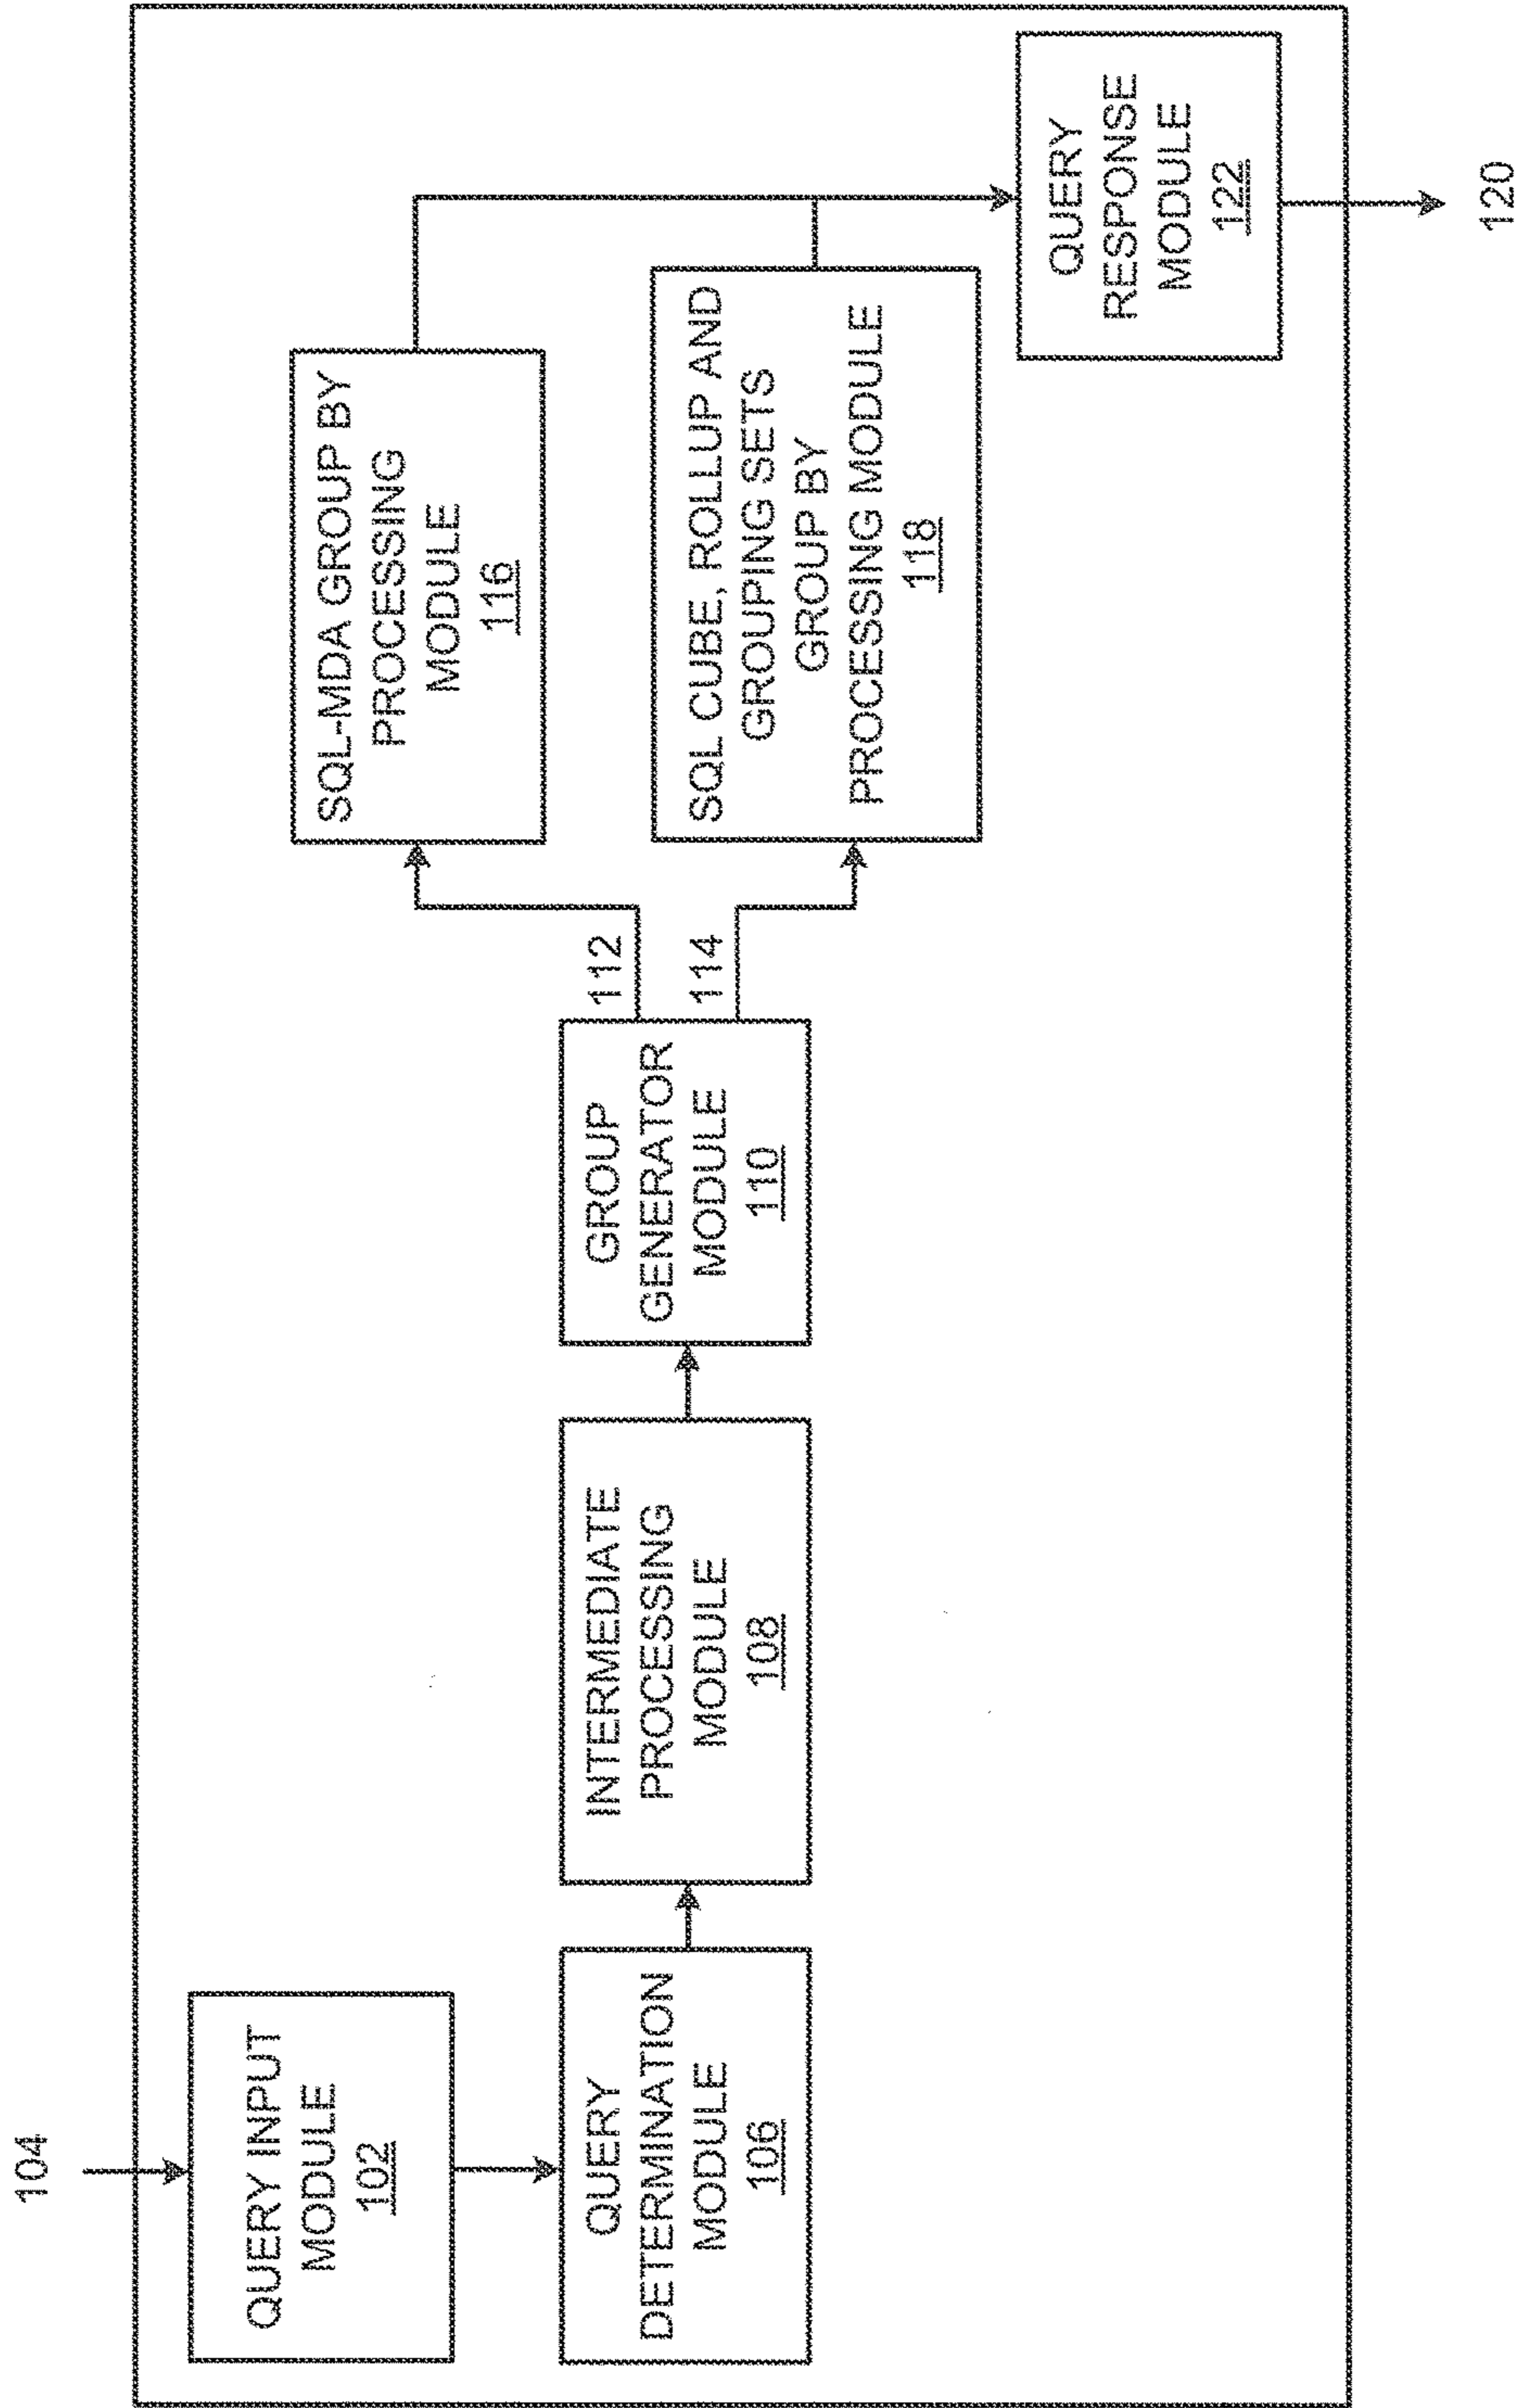 104
QUERY INPUT
MODULE
102
QUERY
DETERMINATION
MODULE
106
INTERMEDIATE
PROCESSING
MODULE
108
GROUP
GENERATOR
MODULE
110
112
114
SQL-MDA GROUP BY
PROCESSING
MODULE
116
SQL CUBE, ROLLUP AND
GROUPING SETS
GROUP BY
PROCESSING MODULE
118
QUERY
RESPONSE
MODULE
122
120